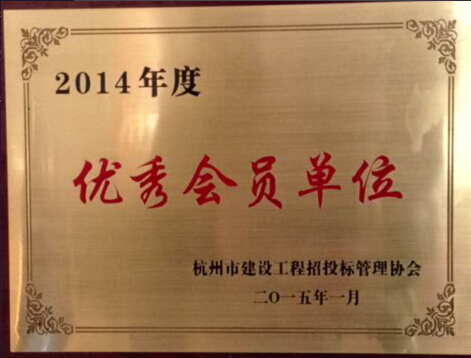 2014年度
优秀会员单位
杭州市建设工程招投标管理协会
二〇一五年一月